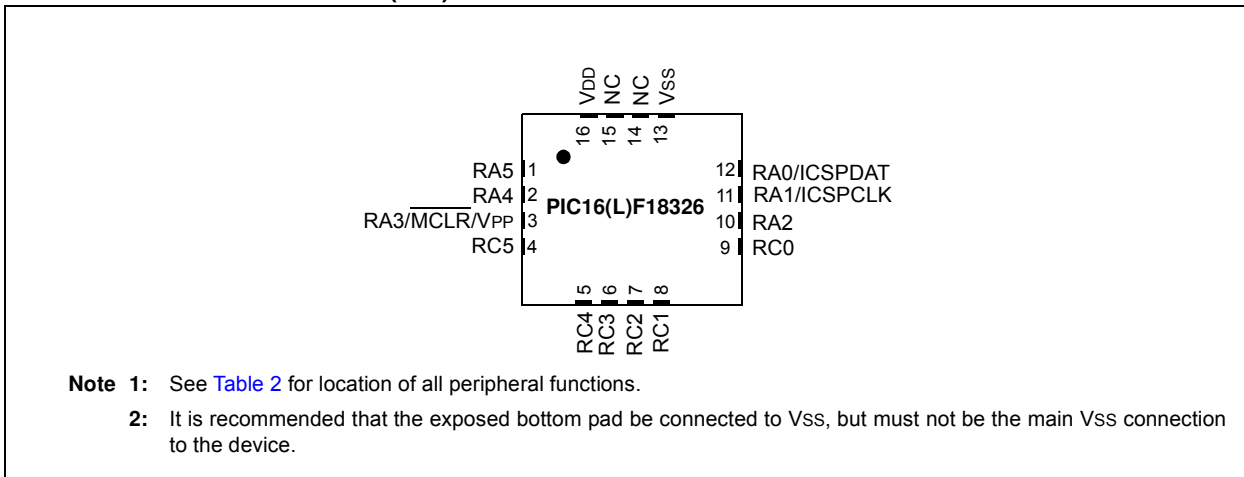 VDD
NC
NC
VSS
16
15
14
13
RA5 1
RA4 2
RA3/MCLR/VPP 3
RC5 4
PIC16(L)F18326
12 RA0/ICSPDAT
11 RA1/ICSPCLK
10 RA2
9 RC0
5
6
7
8
RC4
RC3
RC2
RC1
Note 1: See Table 2 for location of all peripheral functions.
2: It is recommended that the exposed bottom pad be connected to VSS, but must not be the main VSS connection
to the device.